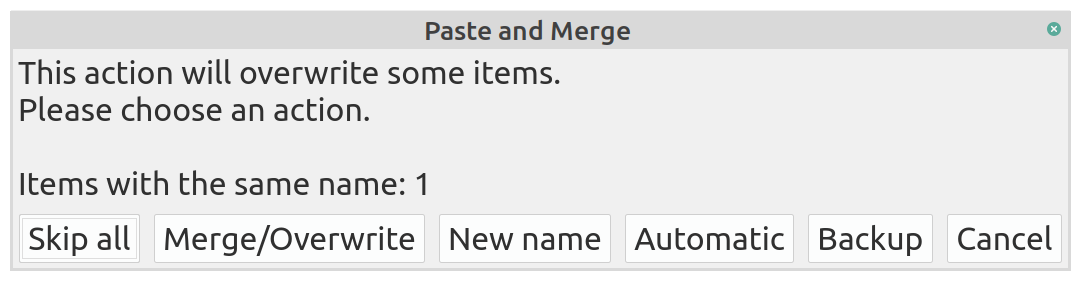 Paste and Merge
This action will overwrite some items.
Please choose an action.
Items with the same name: 1
Skip all Merge/Overwrite New name Automatic Backup Cancel